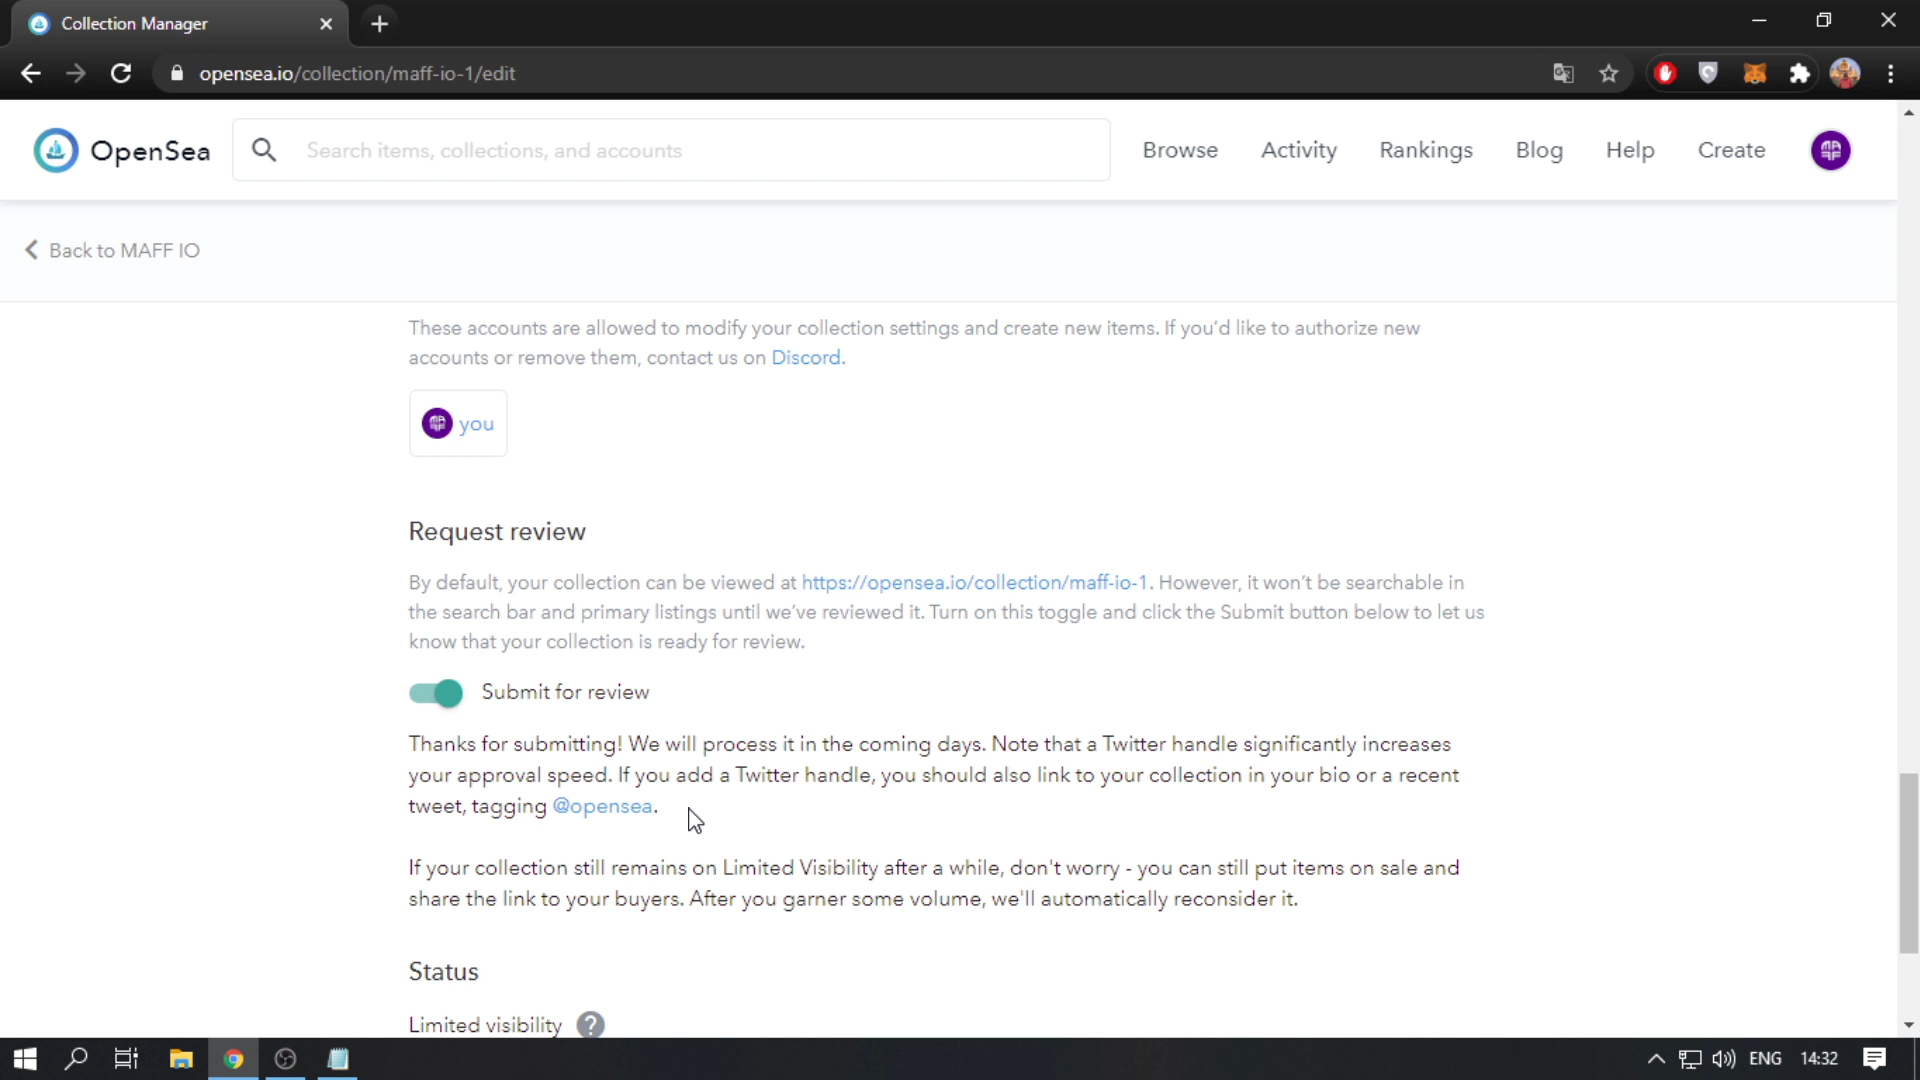 Collection Manager
opensea.io/collection/maff-io-1/edit
OpenSea
Search items, collections, and accounts
Browse
Activity
Rankings
Blog
Help
Create
Back to MAFF IO
These accounts are allowed to modify your collection settings and create new items. If you'd like to authorize new
accounts or remove them, contact us on Discord.
you
Request review
By default, your collection can be viewed at https://opensea.io/collection/maff-io-1. However, it won't be searchable in
the search bar and primary listings until we've reviewed it. Turn on this toggle and click the Submit button below to let us
know that your collection is ready for review.
Submit for review
Thanks for submitting! We will process it in the coming days. Note that a Twitter handle significantly increases
your approval speed. If you add a Twitter handle, you should also link to your collection in your bio or a recent
tweet, tagging @opensea.
If your collection still remains on Limited Visibility after a while, don't worry - you can still put items on sale and
share the link to your buyers. After you garner some volume, we'll automatically reconsider it.
Status
Limited visibility ?
ENG
14:32